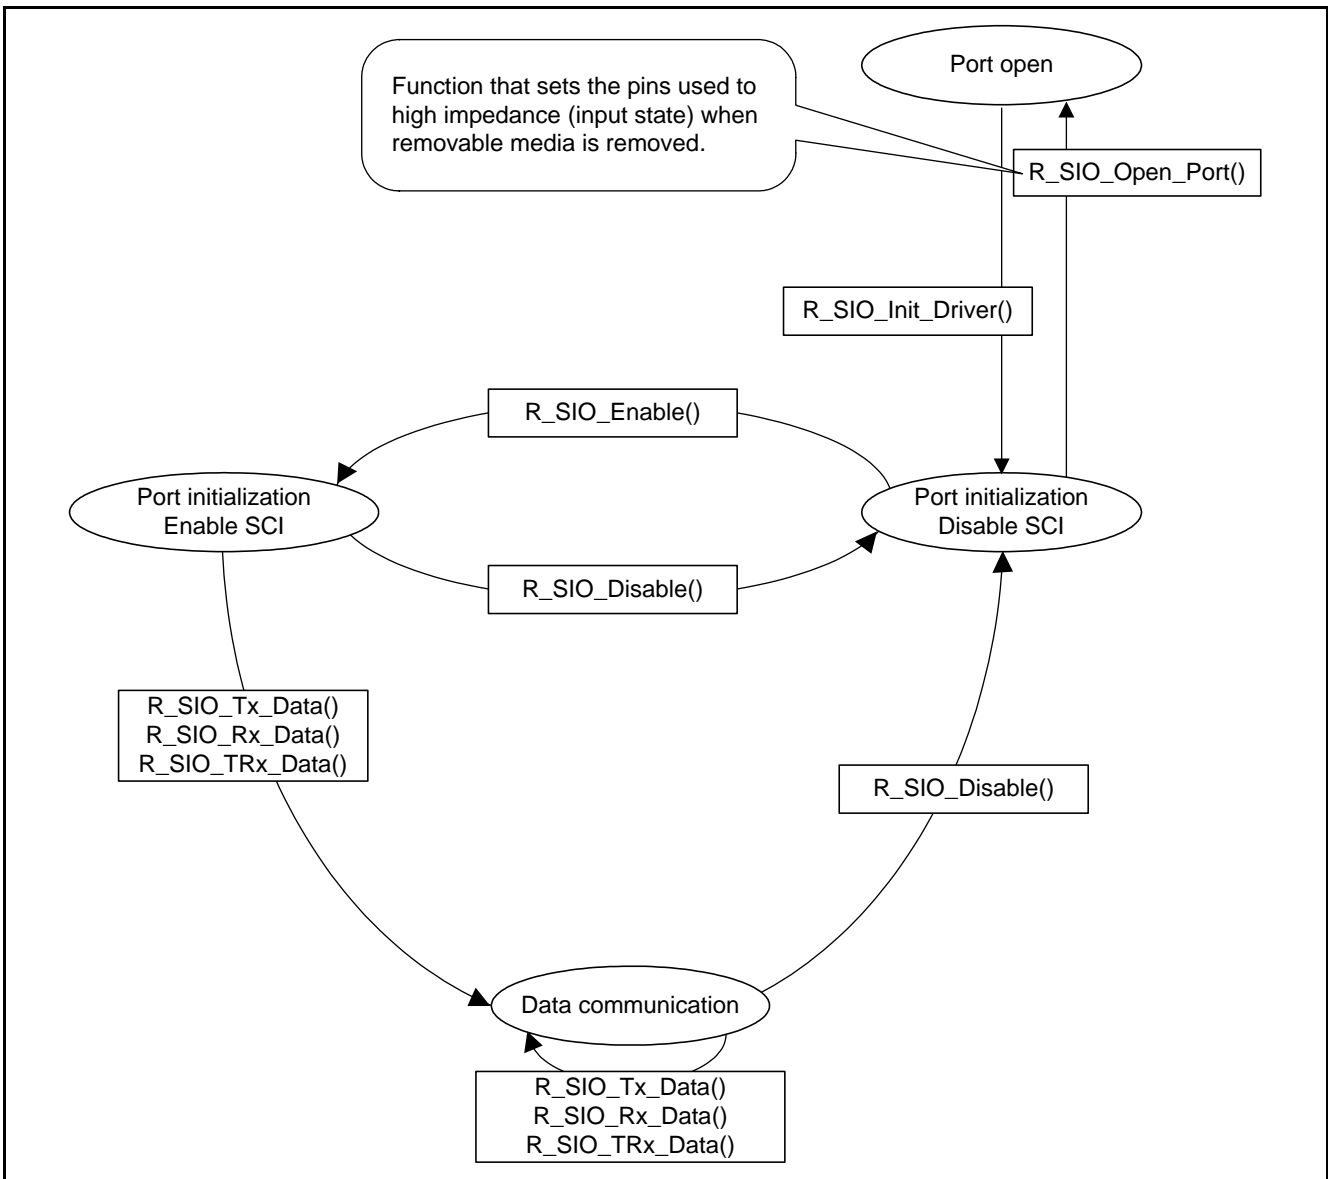 Port open
Function that sets the pins used to
high impedance (input state) when
removable media is removed.
R_SIO_Open_Port()
R_SIO_Init_Driver()
R_SIO_Enable()
Port initialization
Enable SCI
Port initialization
Disable SCI
R_SIO_Disable()
R_SIO_Tx_Data()
R_SIO_Rx_Data()
R_SIO_TRx_Data()
R_SIO_Disable()
Data communication
R_SIO_Tx_Data()
R_SIO_Rx_Data()
R_SIO_TRx_Data()